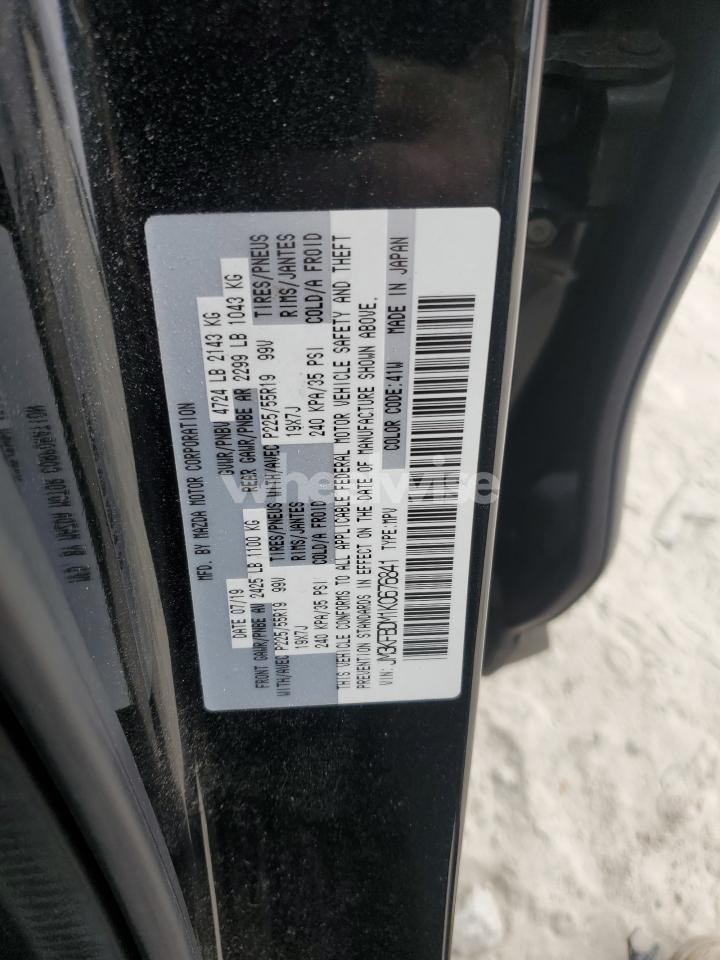 MFD. BY MAZDA MOTOR CORPORATION
DATE 07/19 GVWR/PNBV 4724 LB 2143 KG
FRONT GAWR/PNBE AV 2425 LB 1100 KG REAR GAWR/PNBE AR 2299 LB 1043 KG
WITH/AVEC P225/55R19 99V TIRES/PNEUS WITH/AVEC P225/55R19 99V TIRES/PNEUS
19X7J RIMS/JANTES 19X7J RIMS/JANTES
240 KPA/35 PSI COLD/A FROID 240 KPA/35 PSI COLD/A FROID
THIS VEHICLE CONFORMS TO ALL APPLICABLE FEDERAL MOTOR VEHICLE SAFETY AND THEFT
STANDARDS IN EFFECT ON THE DATE OF MANUFACTURE SHOWN ABOVE.
VIN: JM3KFBDM1K0676841 TYPE:MPV COLOR CODE:41W MADE IN JAPAN
wheelwise